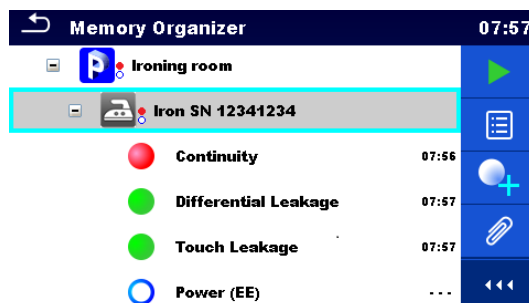 Memory Organizer 07:57
Ironing room
Iron SN 12341234
Continuity 07:56
Differential Leakage 07:57
Touch Leakage 07:57
Power (EE) ---